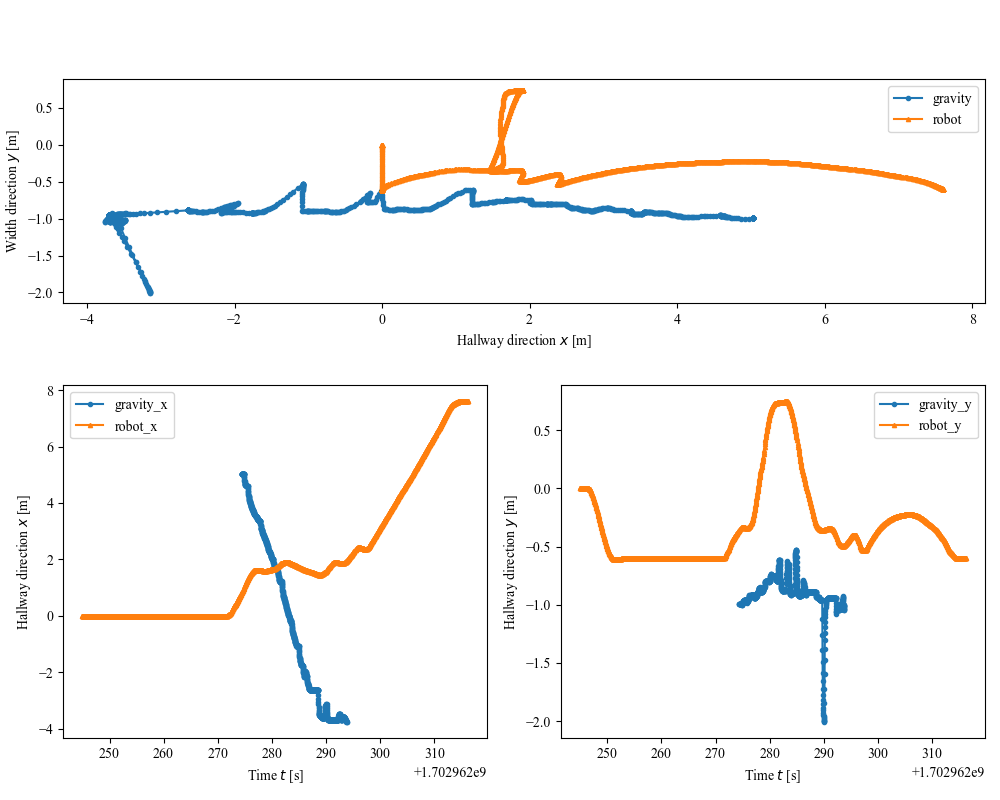 0.5
0.0
−0.5
−1.0
−1.5
−2.0
Width direction y [m]
gravity
robot
−4
−2
0
2
4
6
8
Hallway direction x [m]
8
6
4
2
0
−2
−4
Hallway direction x [m]
gravity_x
robot_x
250
260
270
280
290
300
310
+1.702962e9
Time t [s]
0.5
0.0
−0.5
−1.0
−1.5
−2.0
Hallway direction y [m]
gravity_y
robot_y
250
260
270
280
290
300
310
+1.702962e9
Time t [s]